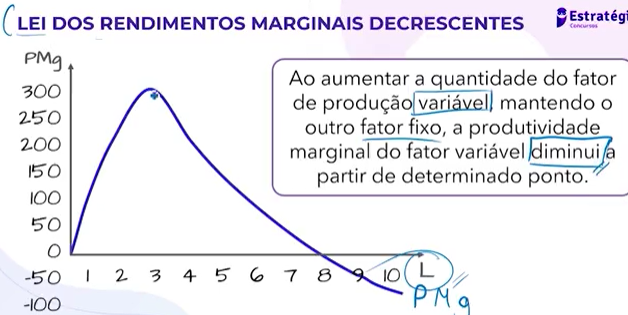 LEI DOS RENDIMENTOS MARGINAIS DECRESCENTES
Estratégi
Concursos
PMg
300
250
200
150
100
50
0
-50
-100
1 2 3 4 5 6 7 8 9 10 L
PMg
Ao aumentar a quantidade do fator
de produção variável, mantendo o
outro fator fixo, a produtividade
marginal do fator variável diminui a
partir de determinado ponto.